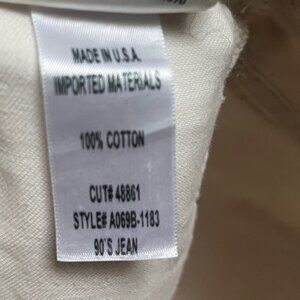 MADE IN U.S.A.
IMPORTED MATERIALS
100% COTTON
CUT# 48861
STYLE# A069B-1183
90'S JEAN